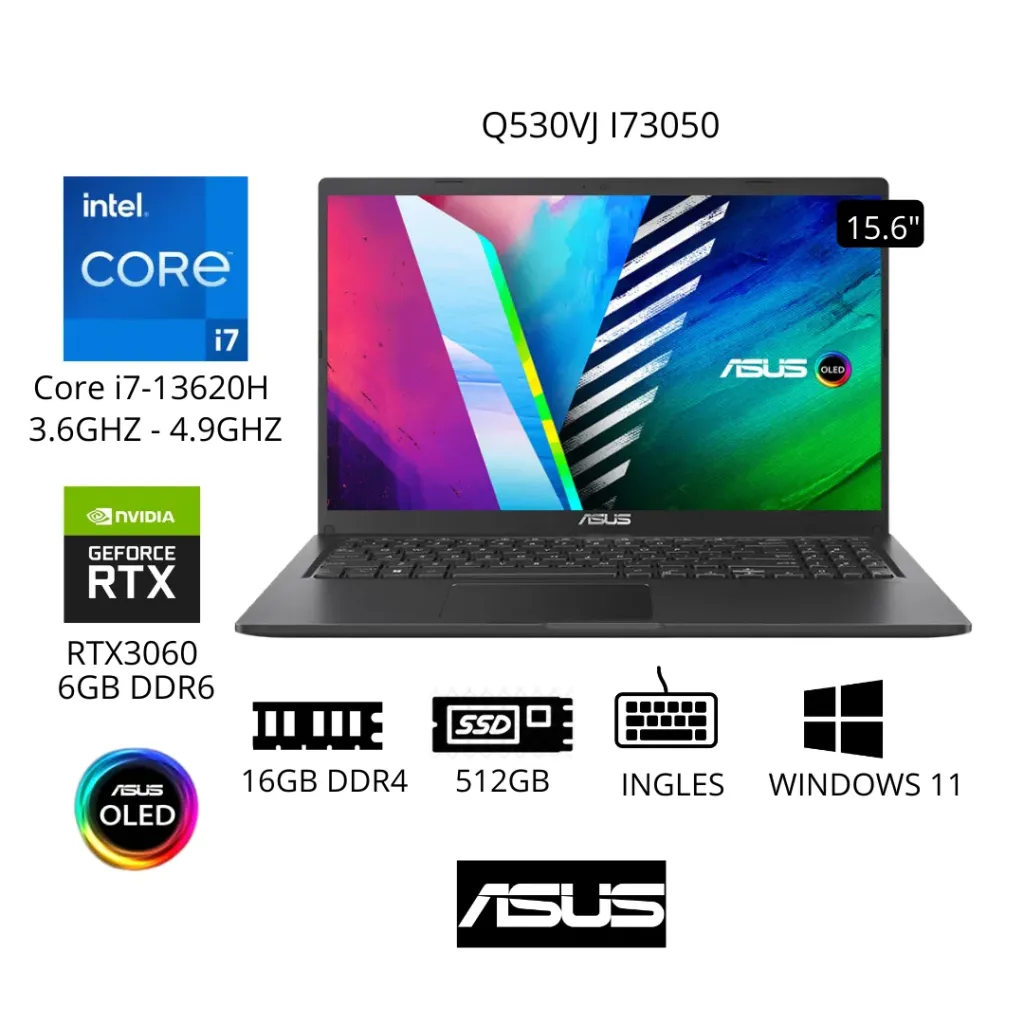 Q530VJ I73050
intel.
CORE™
i7
Core i7-13620H
3.6GHZ - 4.9GHZ
15.6"
ASUS OLED
ASUS
NVIDIA
GEFORCE
RTX
RTX3060
6GB DDR6
ASUS
OLED
16GB DDR4
SSD
512GB
INGLES
WINDOWS 11
ASUS